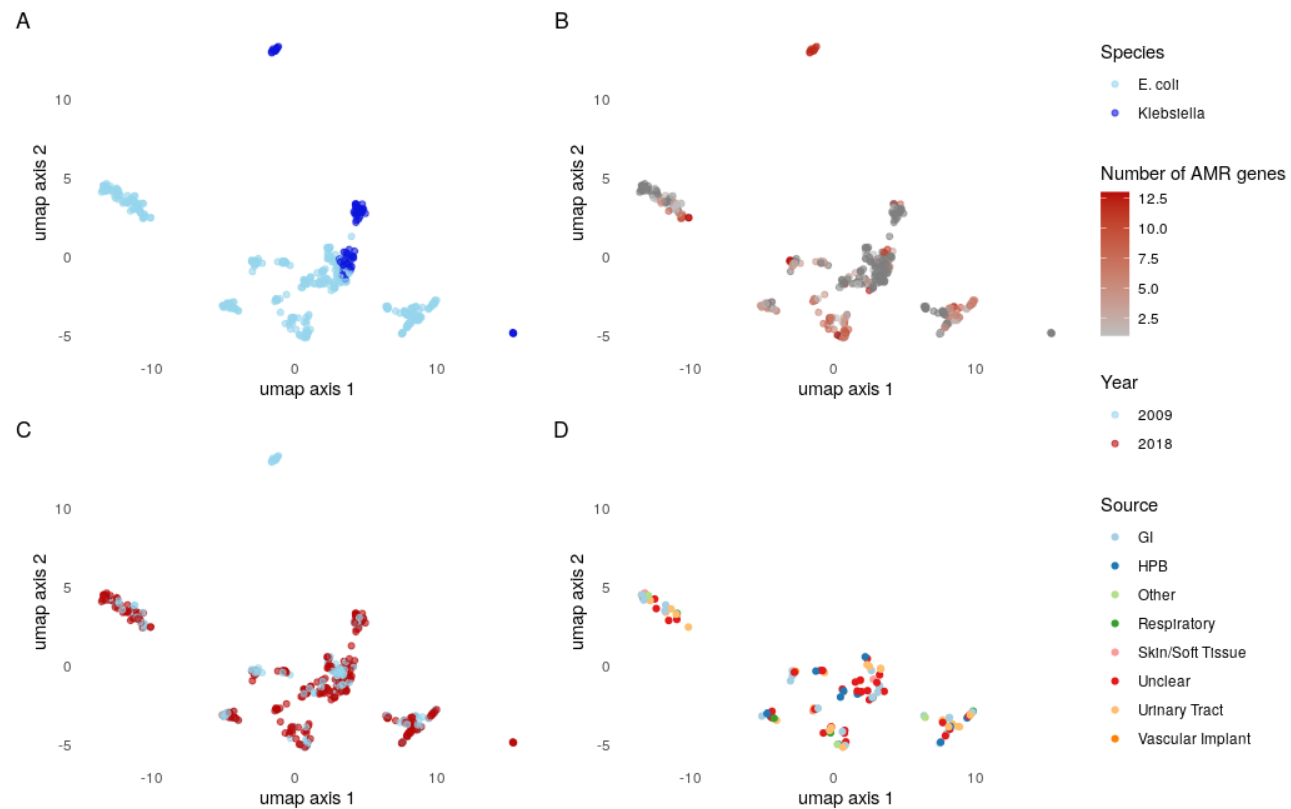 A
B
10
5
0
-5
umap axis 2
-10
0
10
umap axis 1
10
5
0
-5
umap axis 2
-10
0
10
umap axis 1
Species
E. coli
Klebsiella
Number of AMR genes
12.5
10.0
7.5
5.0
2.5
Year
2009
2018
C
D
10
5
0
-5
umap axis 2
-10
0
10
umap axis 1
10
5
0
-5
umap axis 2
-10
0
10
umap axis 1
Source
GI
HPB
Other
Respiratory
Skin/Soft Tissue
Unclear
Urinary Tract
Vascular Implant